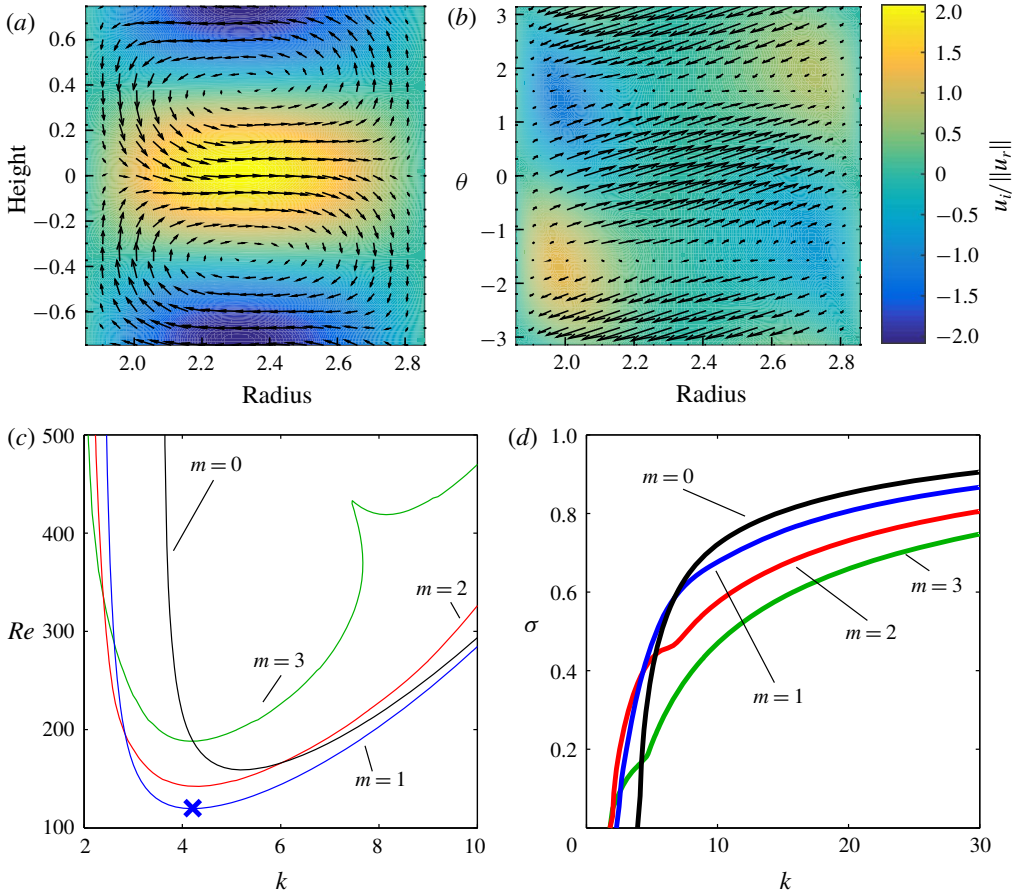 (a)
0.6
0.4
0.2
0
−0.2
−0.4
−0.6
Height
2.0
2.2
2.4
2.6
2.8
Radius
(b)
3
2
1
0
−1
−2
−3
θ
2.0
2.2
2.4
2.6
2.8
Radius
2.0
1.5
1.0
0.5
0
−0.5
−1.0
−1.5
−2.0
u_i/||u_r||
(c)
500
400
300
200
100
Re
m = 0
m = 2
m = 3
m = 1
2
4
6
8
10
k
(d)
1.0
0.8
0.6
0.4
0.2
0
σ
m = 0
m = 3
m = 2
m = 1
10
20
30
k